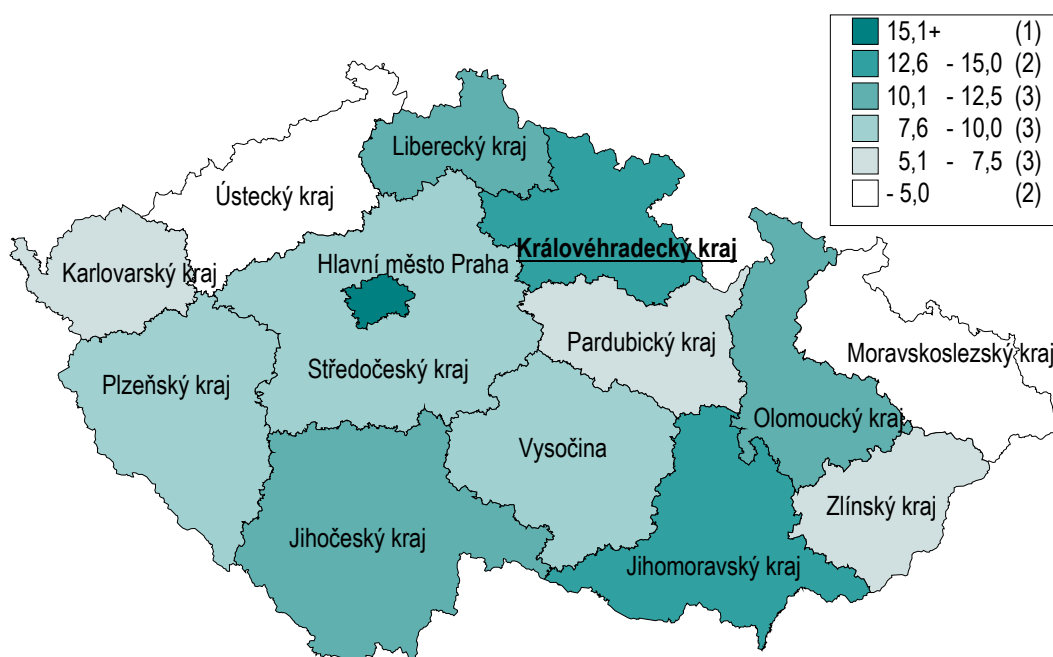 15,1+ (1)
12,6 - 15,0 (2)
10,1 - 12,5 (3)
7,6 - 10,0 (3)
5,1 - 7,5 (3)
- 5,0 (2)
Liberecký kraj
Ústecký kraj
Královéhradecký kraj
Karlovarský kraj
Hlavní město Praha
Pardubický kraj
Moravskoslezský kraj
Středočeský kraj
Plzeňský kraj
Olomoucký kraj
Vysočina
Zlínský kraj
Jihočeský kraj
Jihomoravský kraj